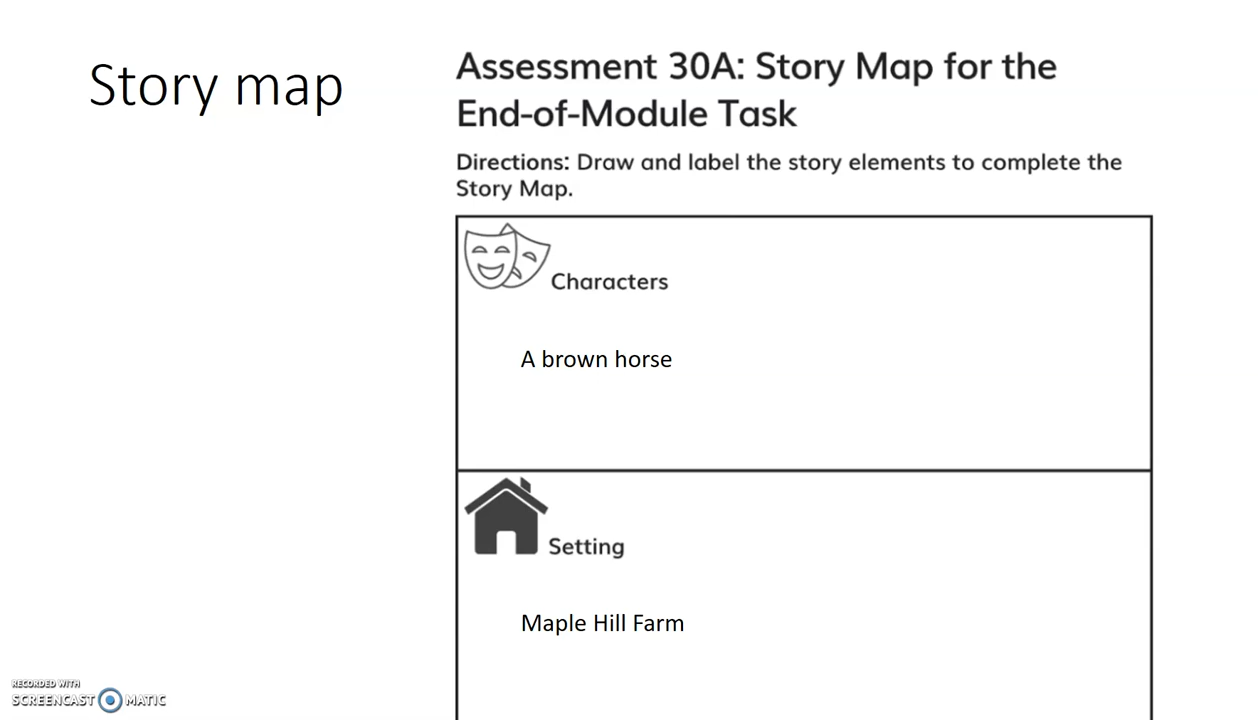 Story map
Assessment 30A: Story Map for the
End-of-Module Task
Directions: Draw and label the story elements to complete the
Story Map.
Characters
A brown horse
Setting
Maple Hill Farm
RECORDED WITH
SCREENCAST MATIC